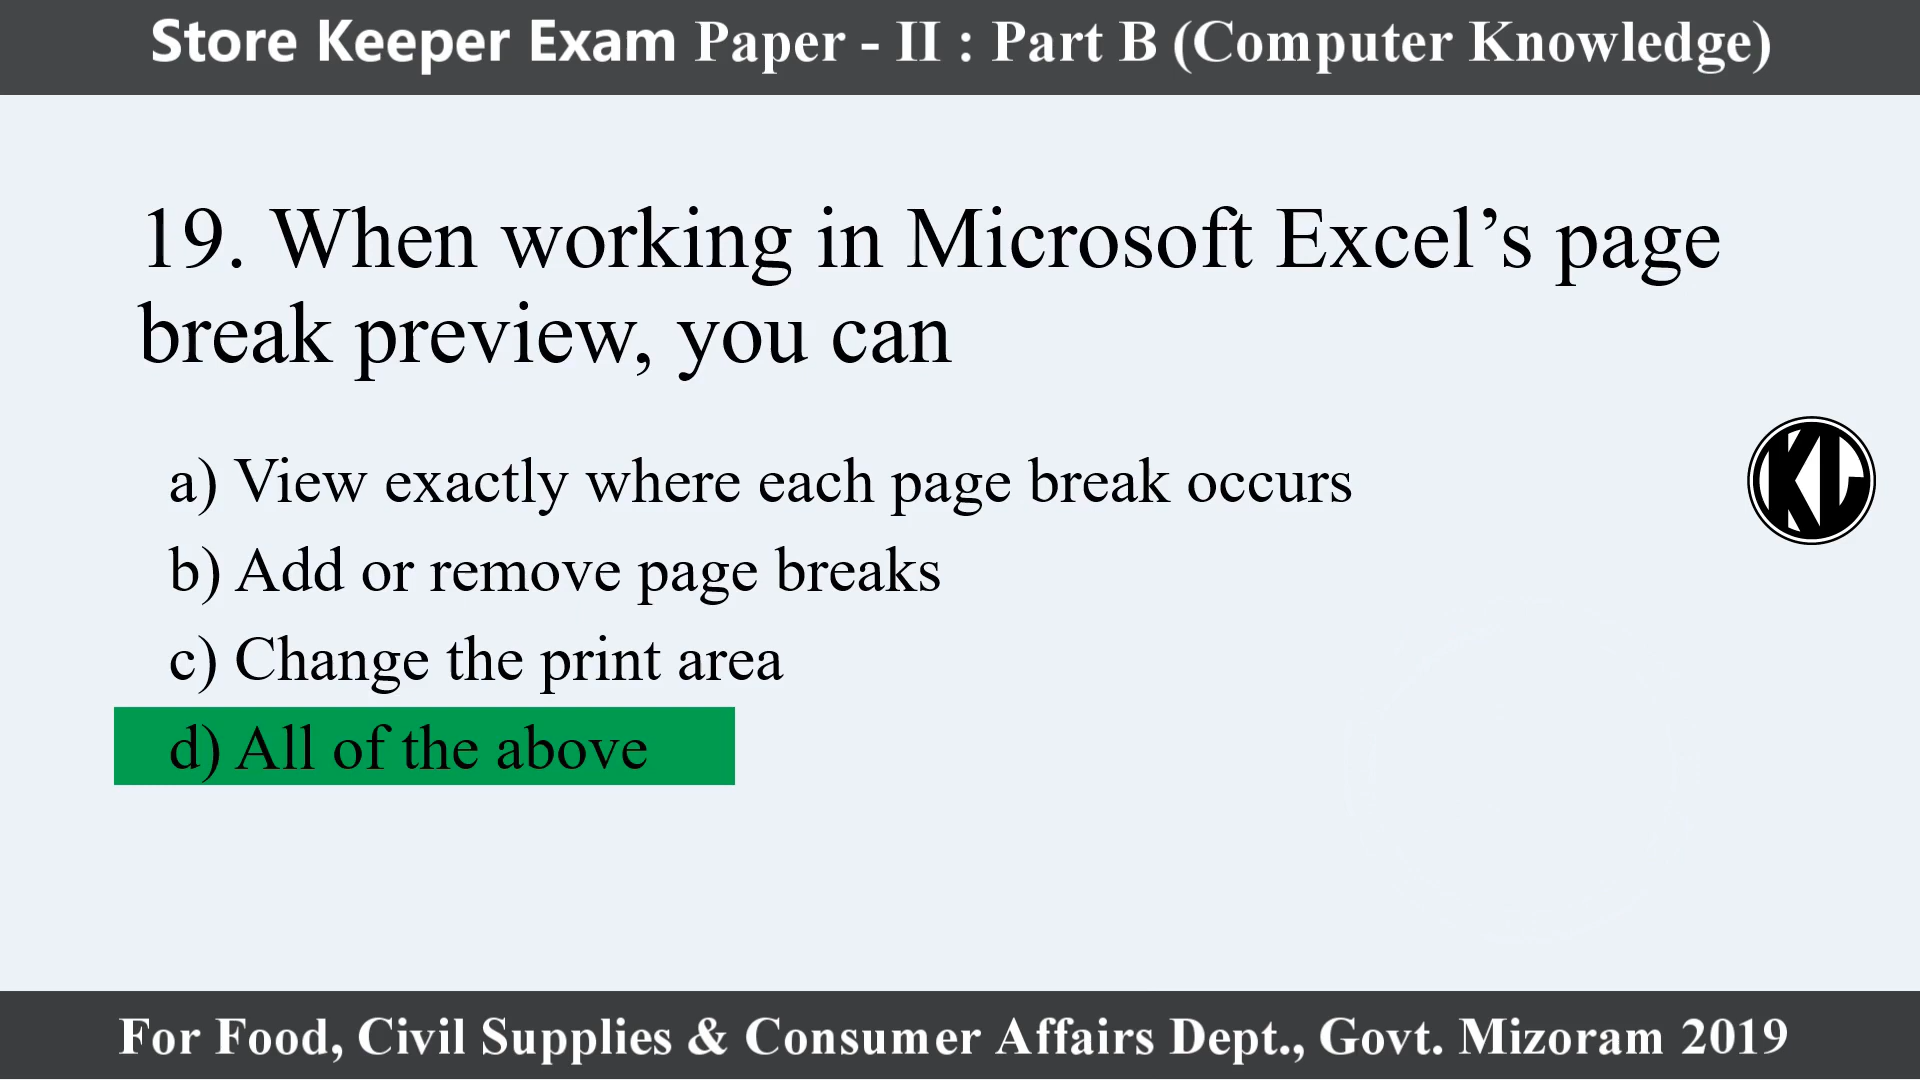 Store Keeper Exam Paper - II : Part B (Computer Knowledge)
19. When working in Microsoft Excel’s page
break preview, you can
a) View exactly where each page break occurs
b) Add or remove page breaks
c) Change the print area
d) All of the above
KL
For Food, Civil Supplies & Consumer Affairs Dept., Govt. Mizoram 2019